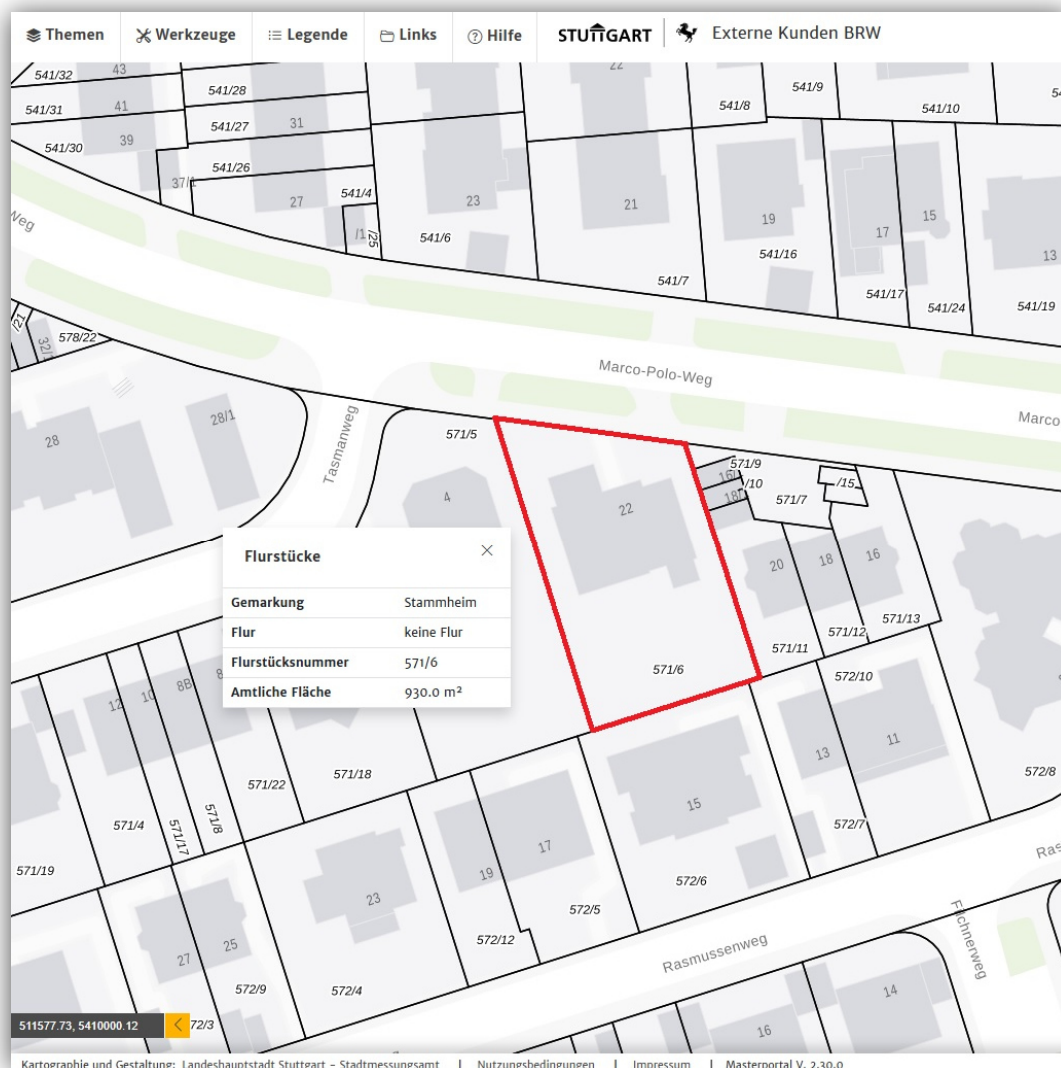 Themen Werkzeuge Legende Links Hilfe STUTTGART Externe Kunden BRW
541/32 43 22 541/9
541/28 541/8 541/10
541/31 41 541/27 31
541/30 39
541/26
37/1 27 541/4 23 21 19 17 15
/1 /25 541/6 13
Weg
541/7 541/16 541/17 541/24 541/19
/21 32/ 578/22
Marco-Polo-Weg
Marco
28 28/1 Tasmanweg 571/5
4 22 16/ 571/9
/10 18/ 571/7 /15
Flurstücke
Gemarkung Stammheim
Flur keine Flur
Flurstücksnummer 571/6
Amtliche Fläche 930.0 m²
20 18 16
571/11 571/12 571/13
571/6 572/10
12 10 8B 8
13 11
571/22 571/18 572/8
571/4 571/17 571/8 15
572/7
571/19 17
19 23 572/6
Ras
572/5
25 27 572/12
Rasmussenweg Filchnerweg
572/9 572/4
14
16
511577.73, 5410000.12 72/3
Kartographie und Gestaltung: Landeshauptstadt Stuttgart - Stadtmessungsamt | Nutzungsbedingungen | Impressum | Masterportal V. 2.30.0